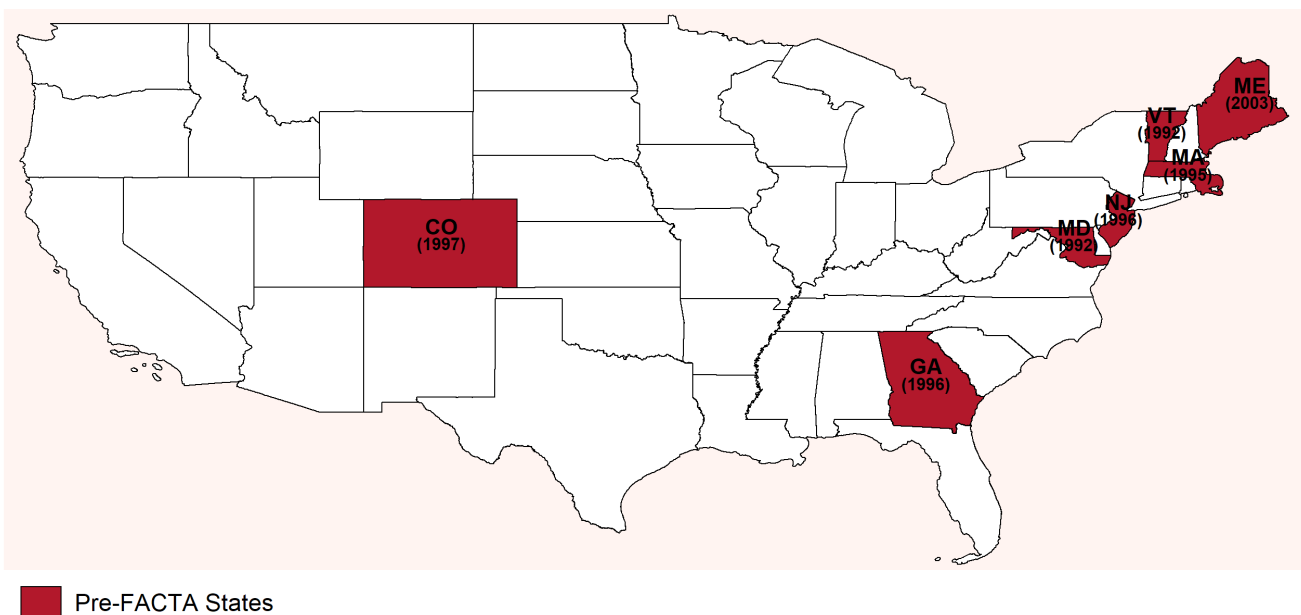 ME
(2003)
VT
(1992)
MA
(1995)
NJ
(1996)
CO
(1997)
MD
(1992)
GA
(1996)
Pre-FACTA States